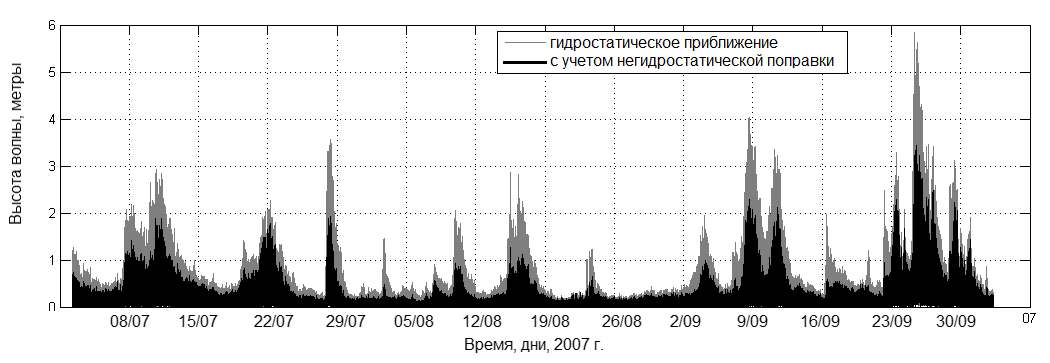 6
5
4
3
2
1
0
Высота волны, метры
гидростатическое приближение
с учетом негидростатической поправки
08/07 15/07 22/07 29/07 05/08 12/08 19/08 26/08 2/09 9/09 16/09 23/09 30/09 07
Время, дни, 2007 г.